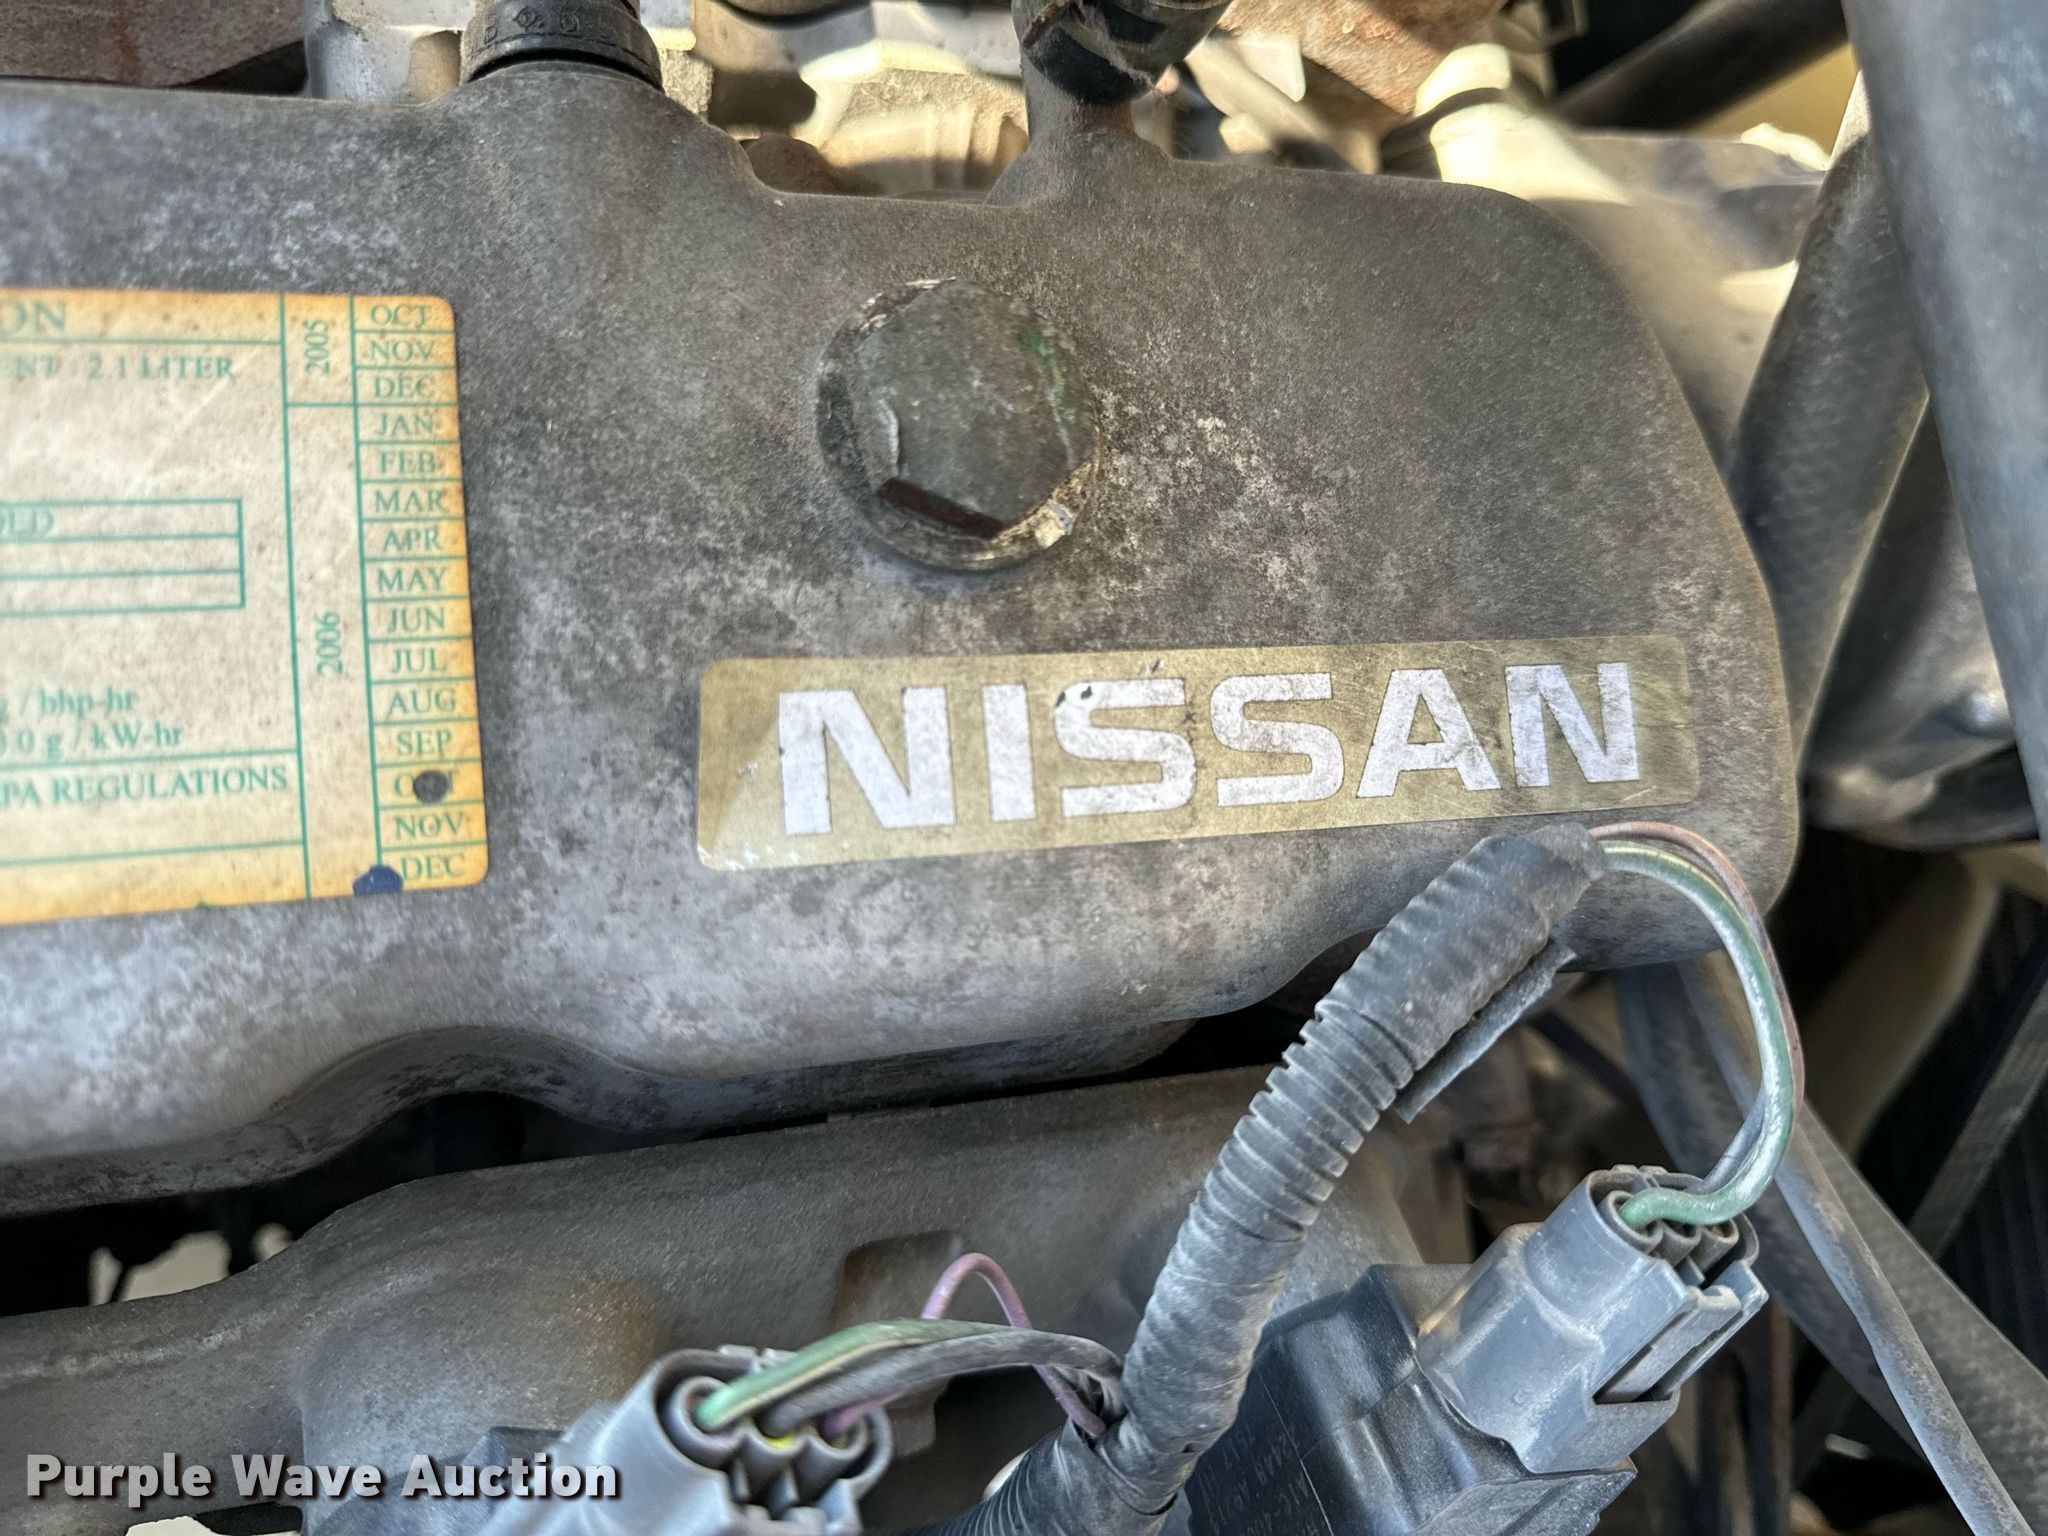 ON
ENT : 2.1 LITER
2005
OCT
NOV
DEC
2006
JAN
FEB
MAR
APR
MAY
JUN
JUL
AUG
SEP
OCT
NOV
DEC
g / bhp-hr
0 g / kW-hr
PA REGULATIONS
NISSAN
Purple Wave Auction